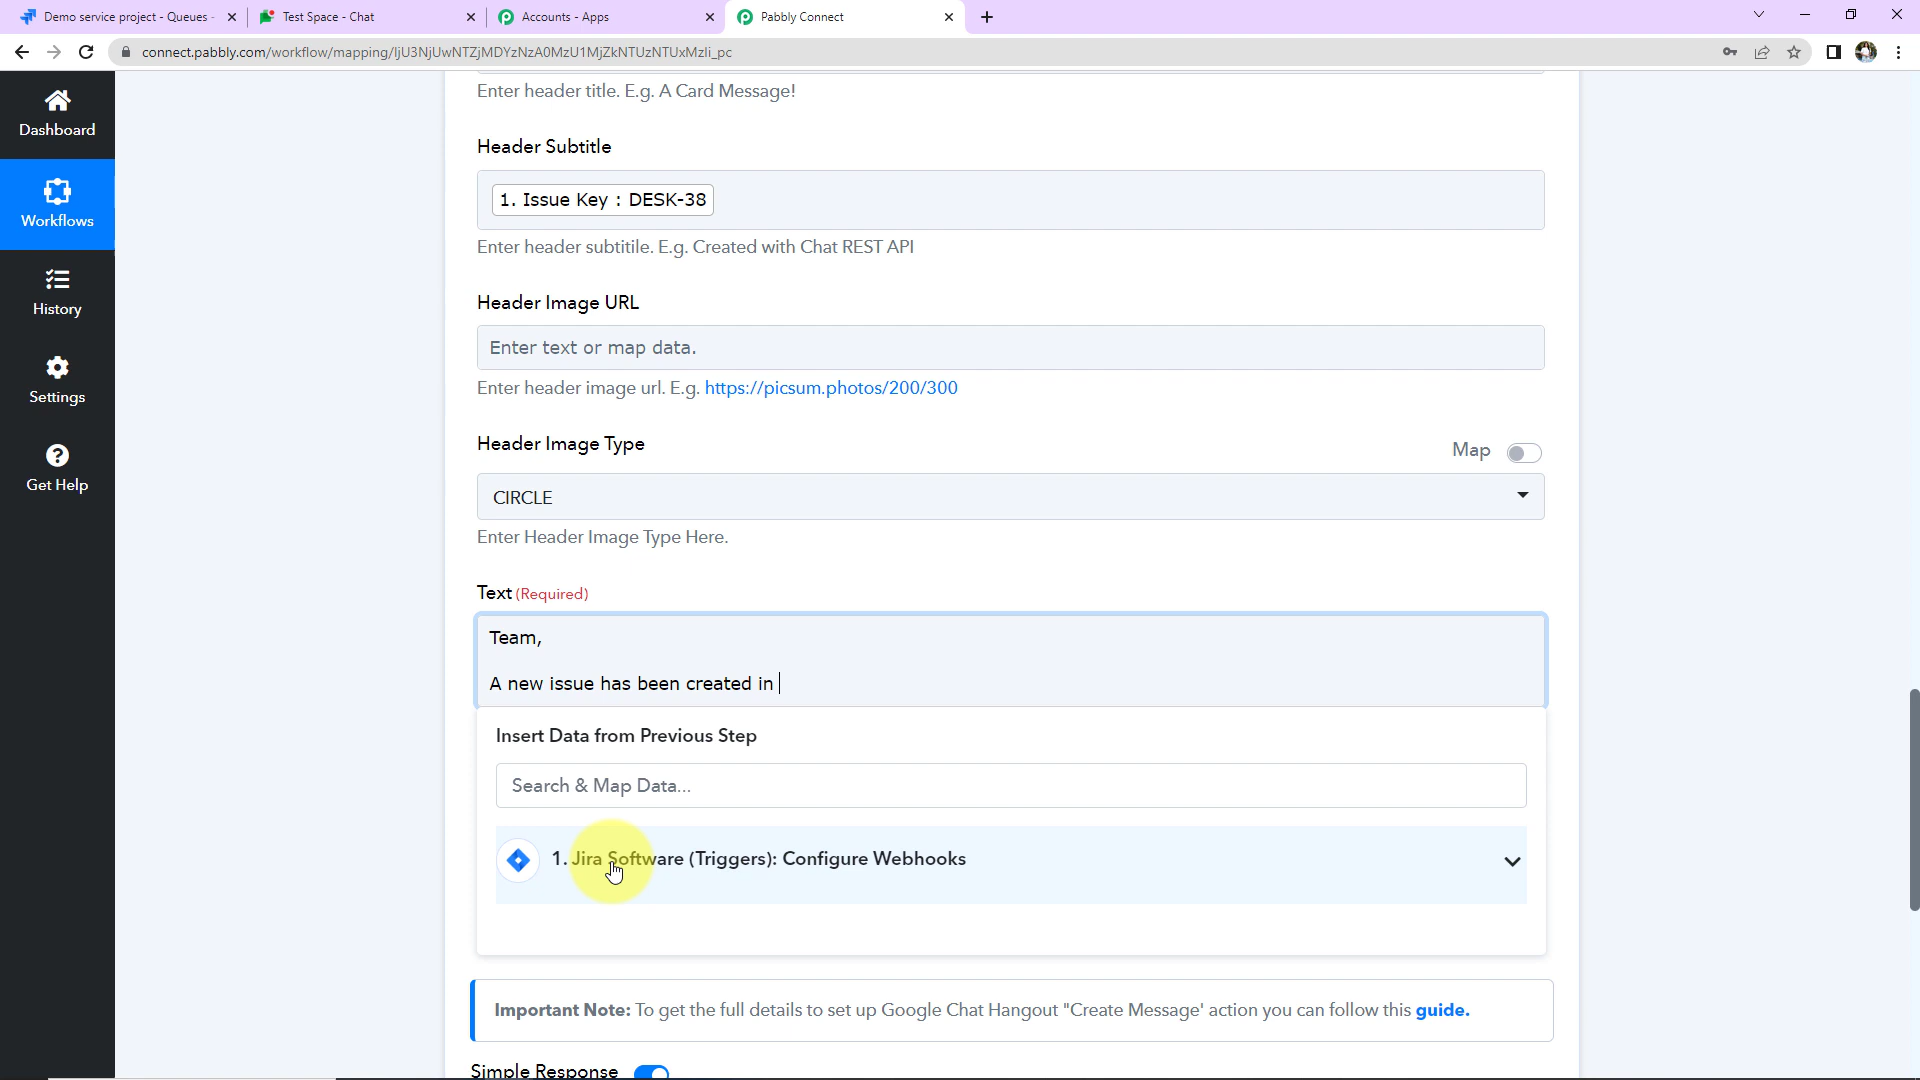 Demo service project - Queues -
Test Space - Chat
Accounts - Apps
Pabbly Connect
connect.pabbly.com/workflow/mapping/IjU3NjUwNTZjMDYzNzA0MzU1MjZkNTUzNTUxMzIi_pc
Enter header title. E.g. A Card Message!
Dashboard
Header Subtitle
Workflows
1. Issue Key : DESK-38
Enter header subtitile. E.g. Created with Chat REST API
History
Header Image URL
Enter text or map data.
Settings
Enter header image url. E.g. https://picsum.photos/200/300
Header Image Type
Map
Get Help
CIRCLE
Enter Header Image Type Here.
Text (Required)
Team,
A new issue has been created in
Insert Data from Previous Step
Search & Map Data...
1. Jira Software (Triggers): Configure Webhooks
Important Note: To get the full details to set up Google Chat Hangout "Create Message' action you can follow this guide.
Simple Response